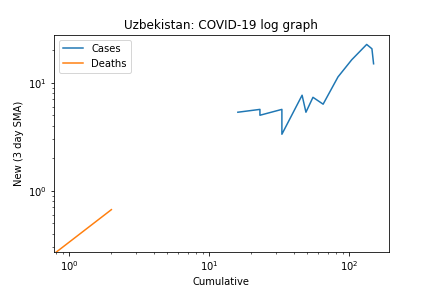 Uzbekistan: COVID-19 log graph
Cases
Deaths
New (3 day SMA)
10¹
10⁰
10⁰
10¹
10²
Cumulative